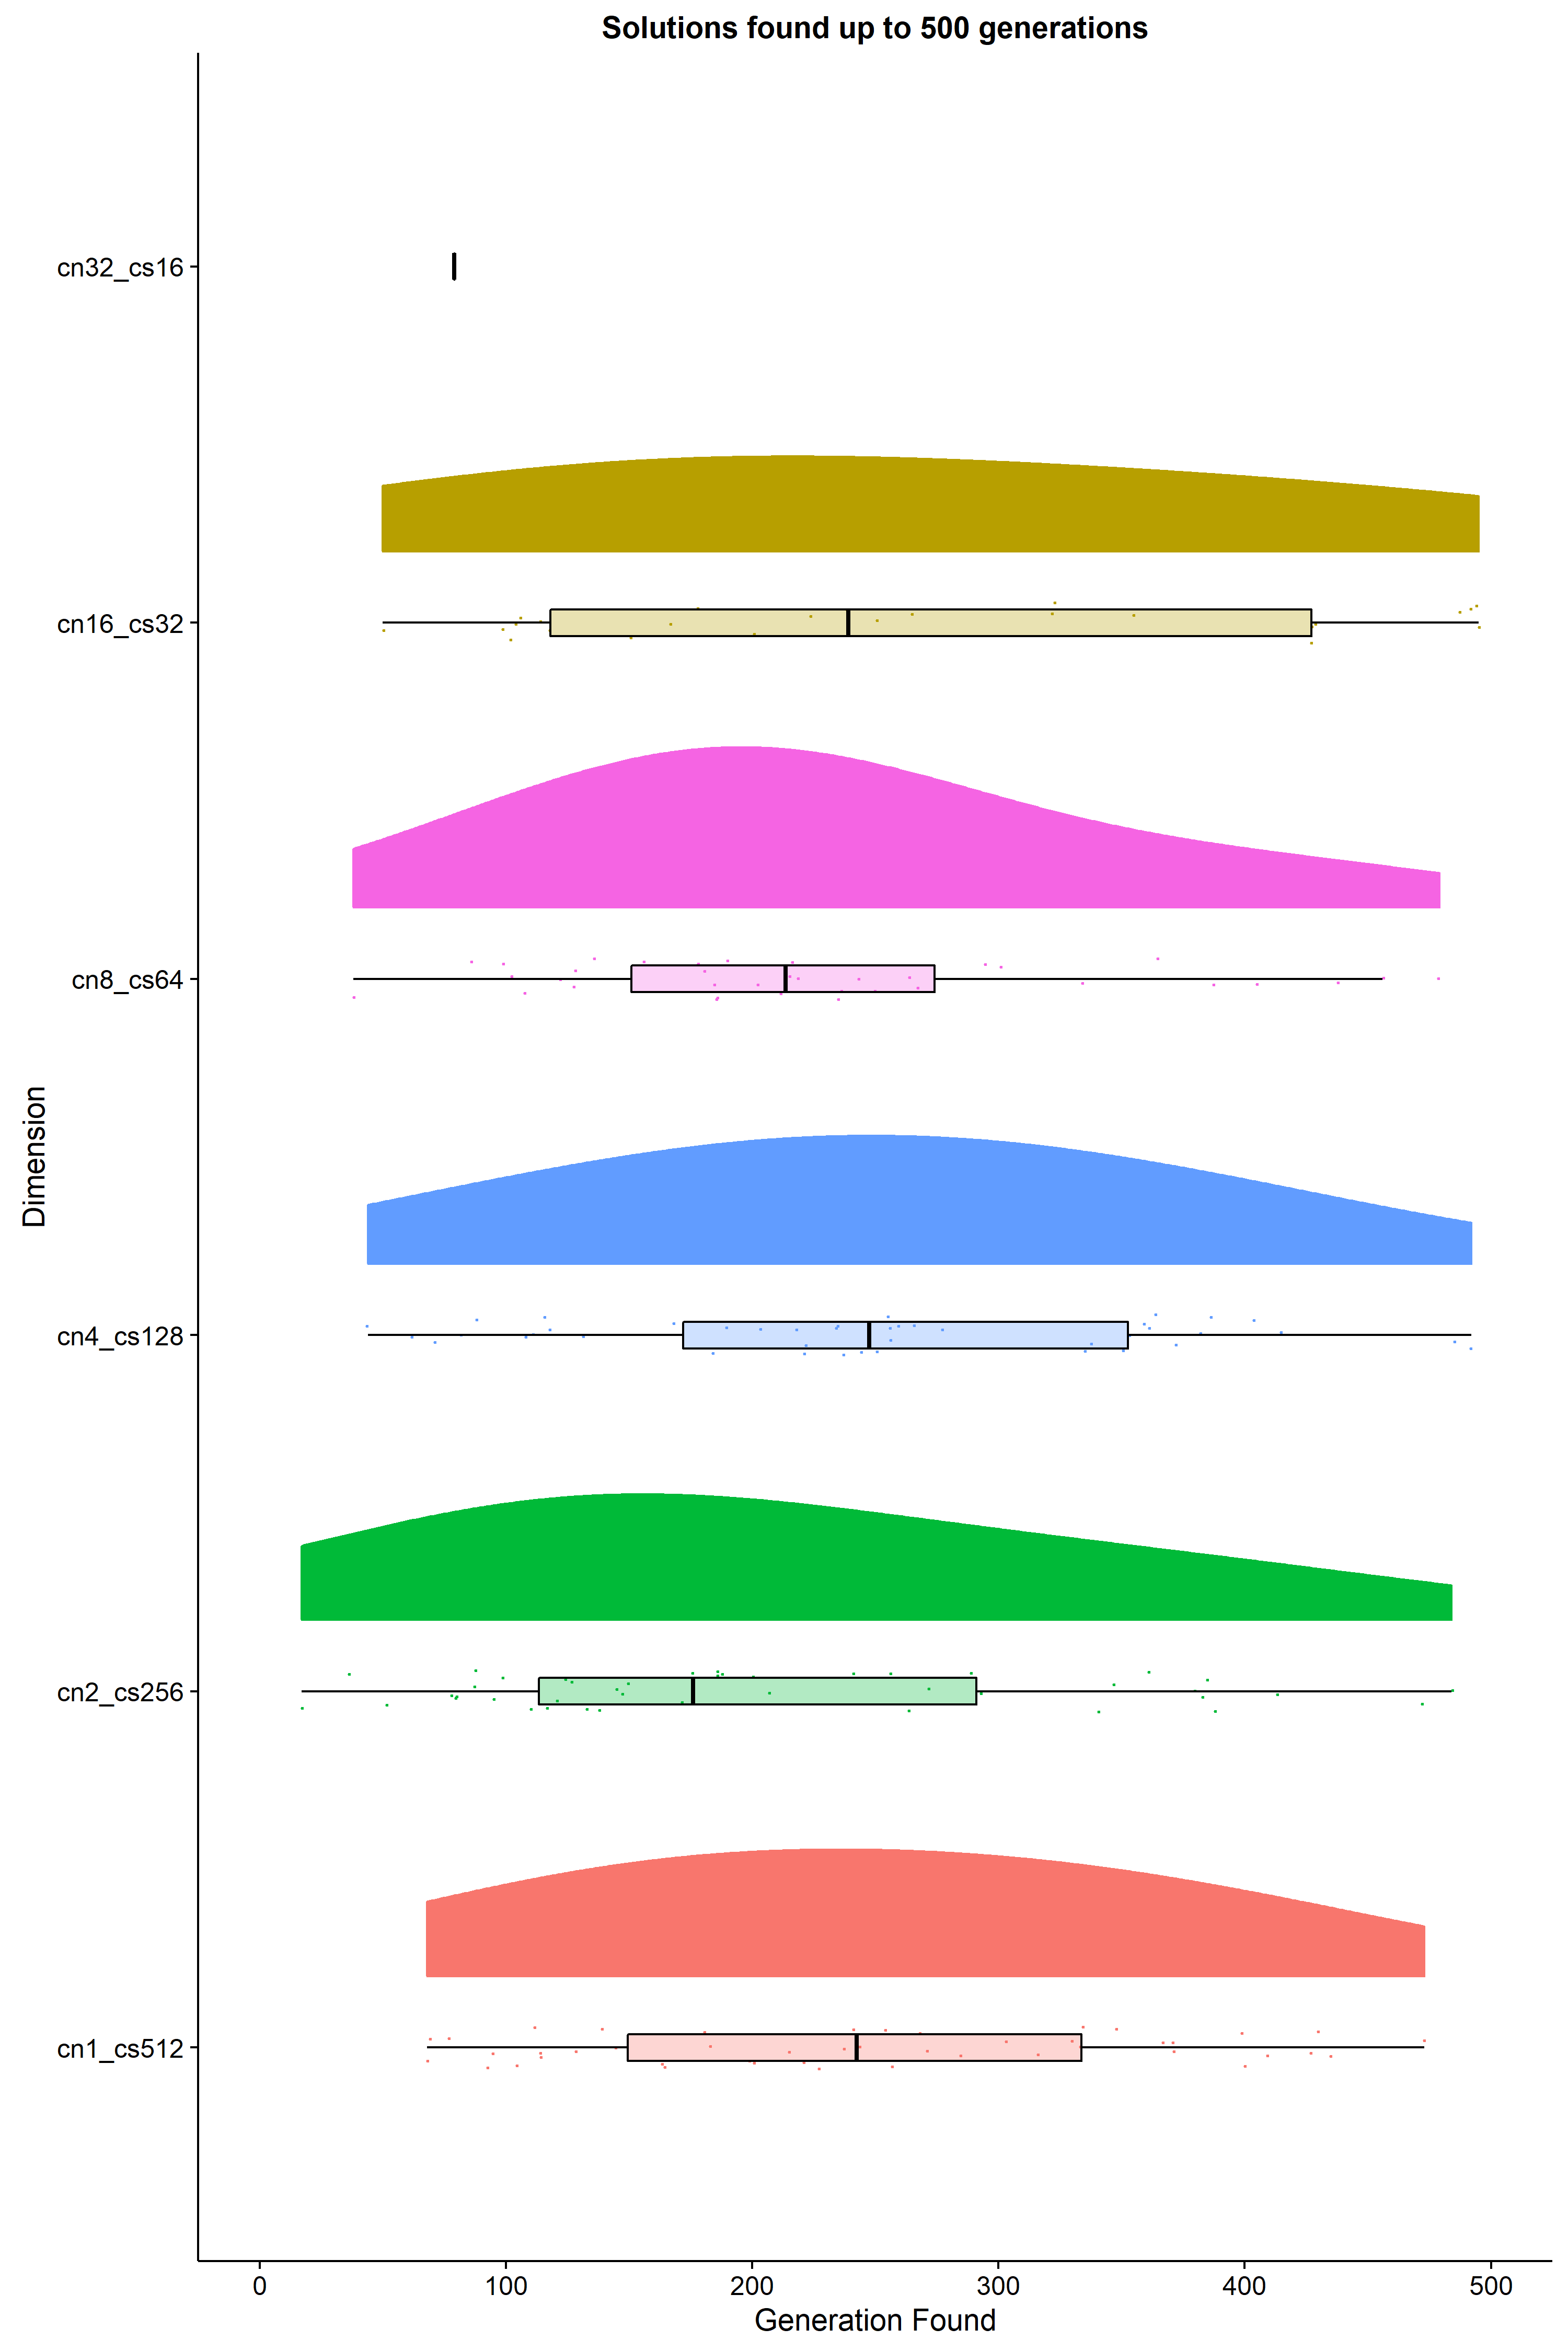 Solutions found up to 500 generations
cn32_cs16
cn16_cs32
cn8_cs64
Dimension
cn4_cs128
cn2_cs256
cn1_cs512
0 100 200 300 400 500
Generation Found